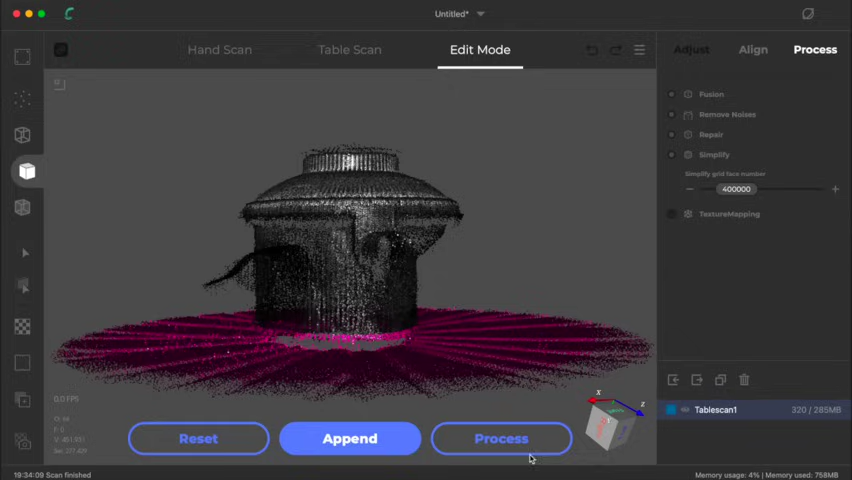 Untitled*
Hand Scan
Table Scan
Edit Mode
Adjust
Align
Process
Fusion
Remove Noises
Repair
Simplify
Simplify grid face number
400000
TextureMapping
0.0 FPS
x
z
Reset
Append
Process
Tablescan1
320 / 285MB
19:34:09 Scan finished
Memory usage: 4% | Memory used: 758MB